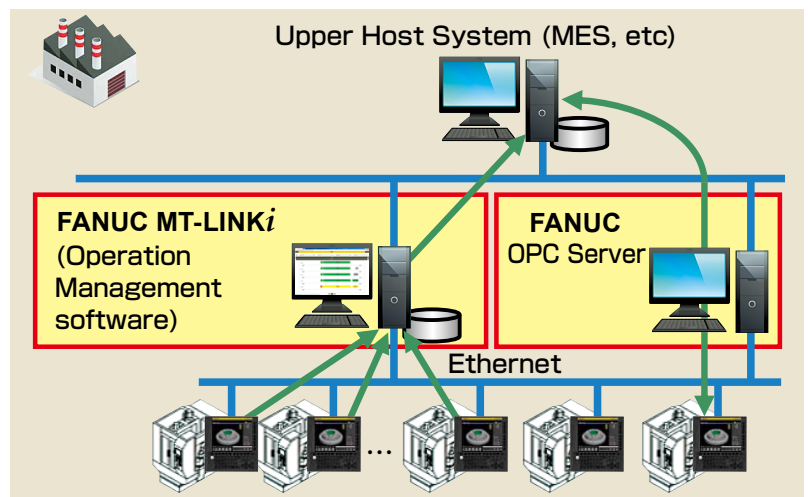 Upper Host System (MES, etc)
FANUC MT-LINKi
(Operation
Management
software)
FANUC
OPC Server
Ethernet
...